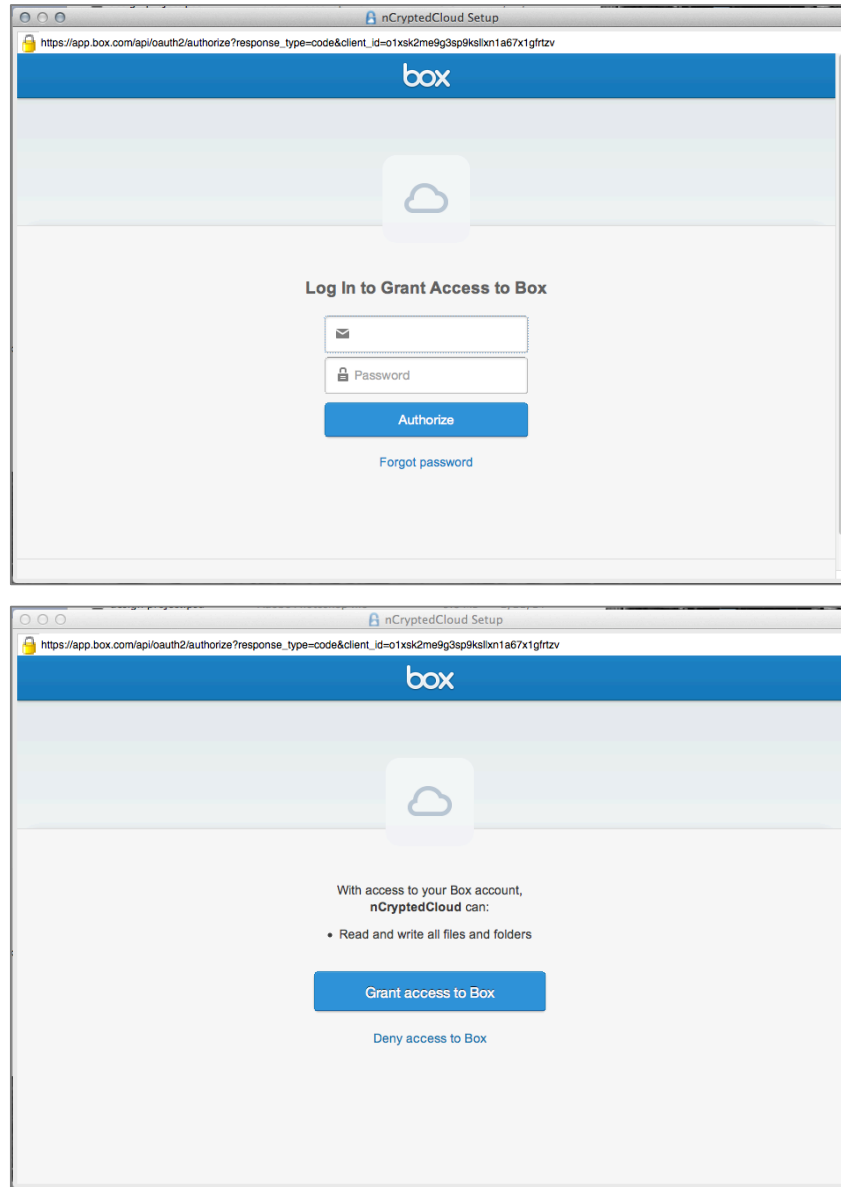 nCryptedCloud Setup
https://app.box.com/api/oauth2/authorize?response_type=code&client_id=o1xsk2me9g3sp9ksllxn1a67x1gfrtzv
box
Log In to Grant Access to Box
Password
Authorize
Forgot password
nCryptedCloud Setup
https://app.box.com/api/oauth2/authorize?response_type=code&client_id=o1xsk2me9g3sp9ksllxn1a67x1gfrtzv
box
With access to your Box account,
nCryptedCloud can:
• Read and write all files and folders
Grant access to Box
Deny access to Box